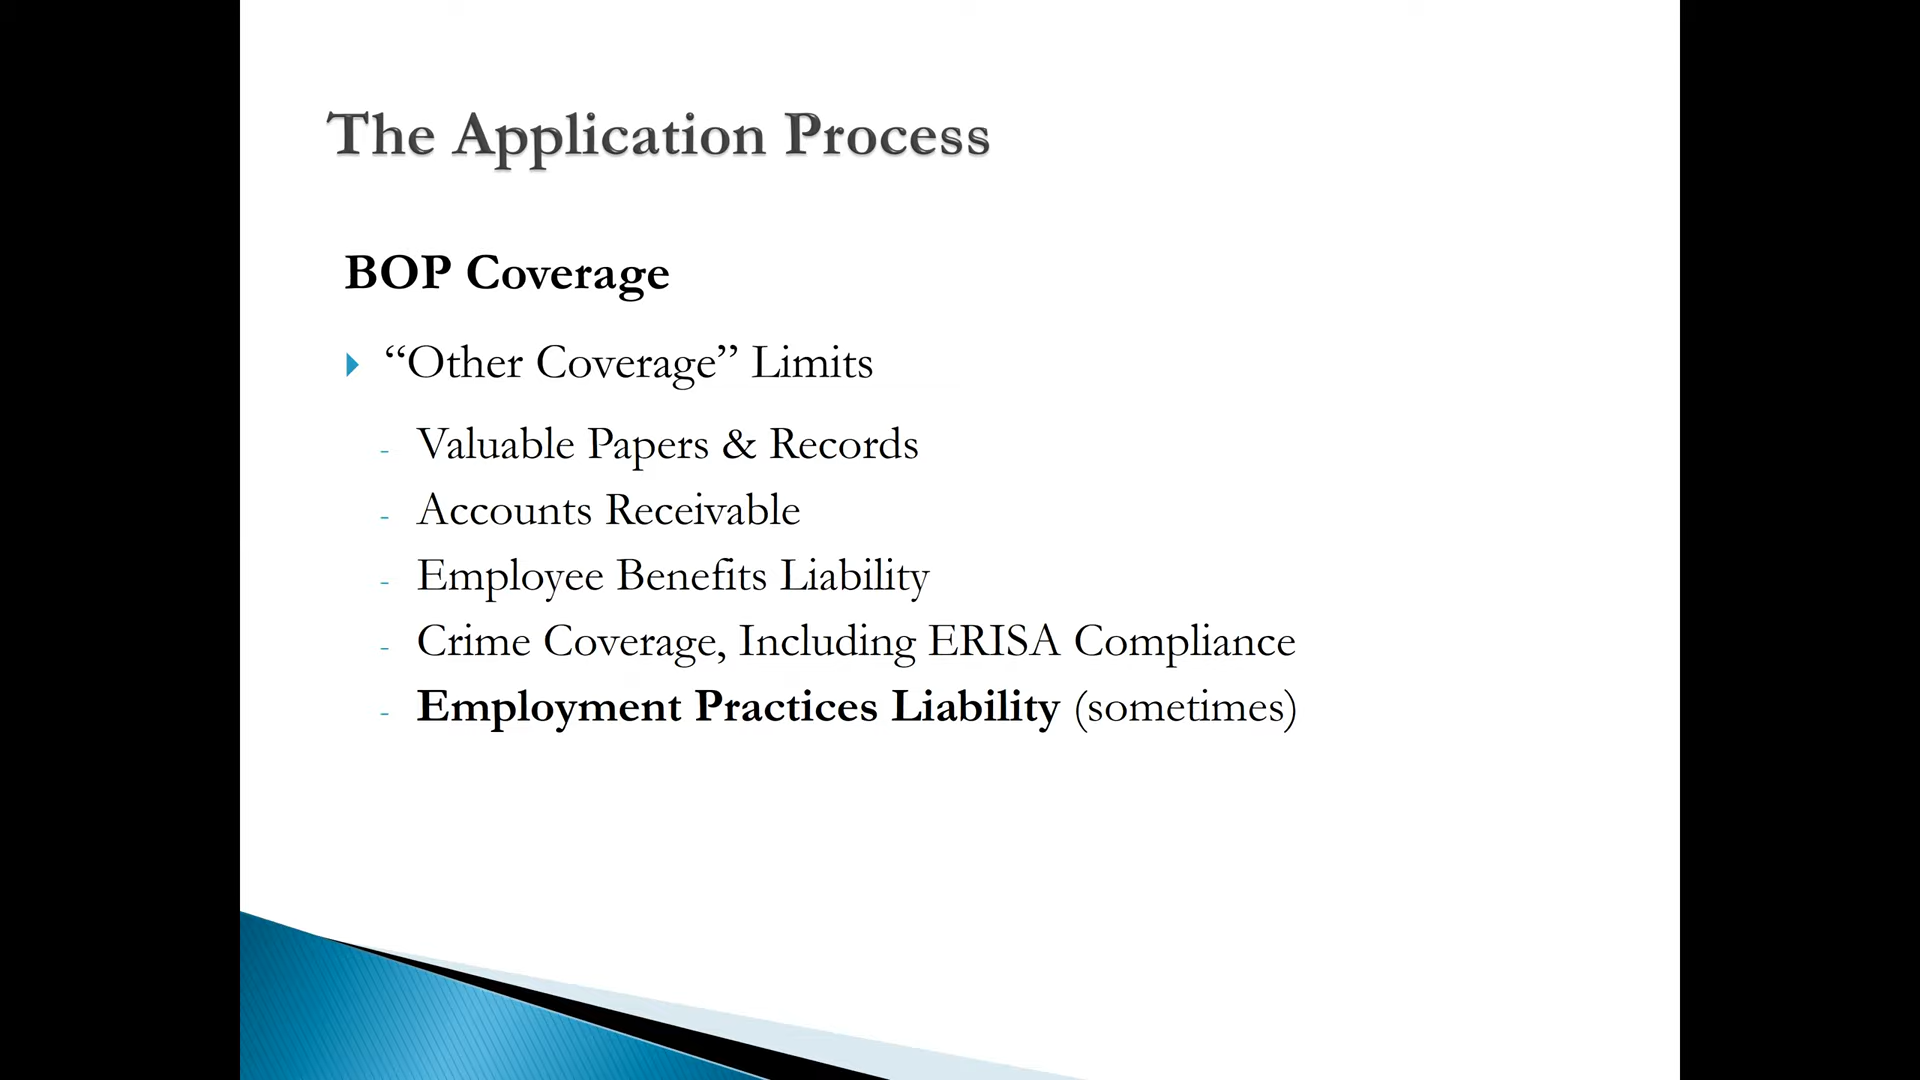 The Application Process
BOP Coverage
“Other Coverage” Limits
- Valuable Papers & Records
- Accounts Receivable
- Employee Benefits Liability
- Crime Coverage, Including ERISA Compliance
- Employment Practices Liability (sometimes)